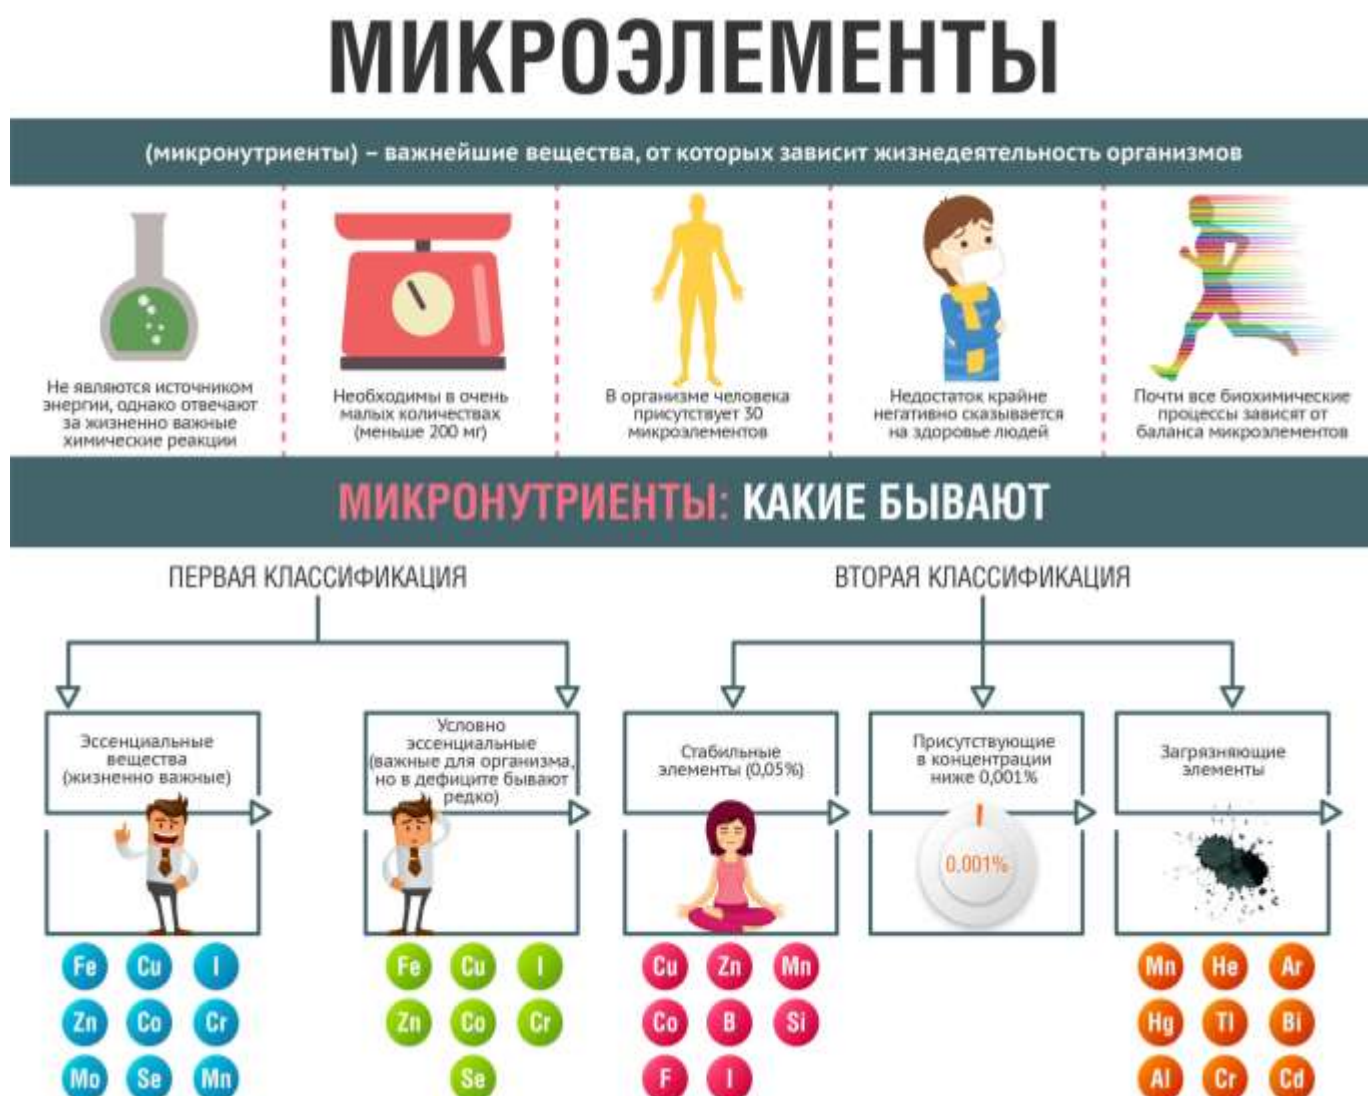 МИКРОЭЛЕМЕНТЫ
(микронутриенты) – важнейшие вещества, от которых зависит жизнедеятельность организмов
Не являются источником
энергии, однако отвечают
за жизненно важные
химические реакции
Необходимы в очень
малых количествах
(меньше 200 мг)
В организме человека
присутствует 30
микроэлементов
Недостаток крайне
негативно сказывается
на здоровье людей
Почти все биохимические
процессы зависят от
баланса микроэлементов
МИКРОНУТРИЕНТЫ: КАКИЕ БЫВАЮТ
ПЕРВАЯ КЛАССИФИКАЦИЯ
Эссенциальные
вещества
(жизненно важные)
Fe Cu I
Zn Co Cr
Mo Se Mn
Условно
эссенциальные
(важные для организма,
но в дефиците бывают
редко)
Fe Cu I
Zn Co Cr
Se
ВТОРАЯ КЛАССИФИКАЦИЯ
Стабильные
элементы (0,05%)
Cu Zn Mn
Co B Si
F I
Присутствующие
в концентрации
ниже 0,001%
0.001%
Загрязняющие
элементы
Mn He Ar
Hg Tl Bi
Al Cr Cd